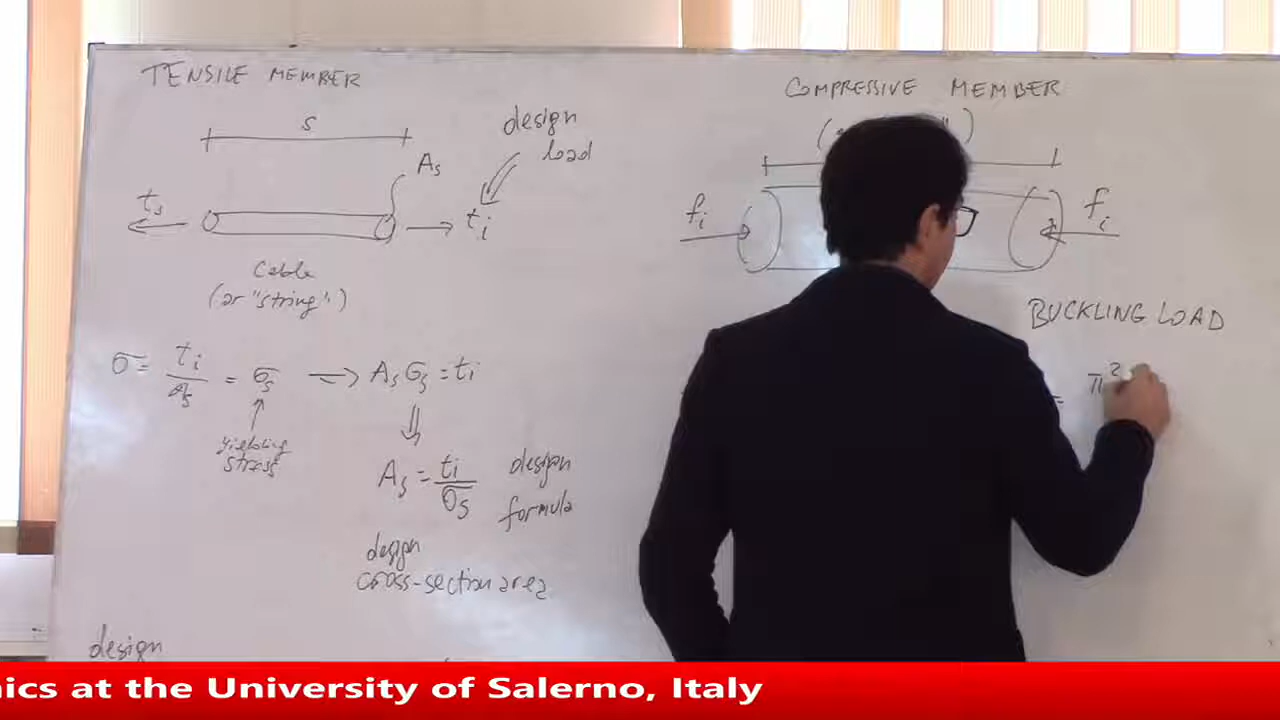 TENSILE MEMBER
s
design
load
As
ts
ti
Cable
(or "string")
σ = ti/As = σs → As σs = ti
yielding
stress
As = ti/σs
design
formula
design
cross-section area
design
COMPRESSIVE MEMBER
fi
fi
BUCKLING LOAD
= π²
nics at the University of Salerno, Italy